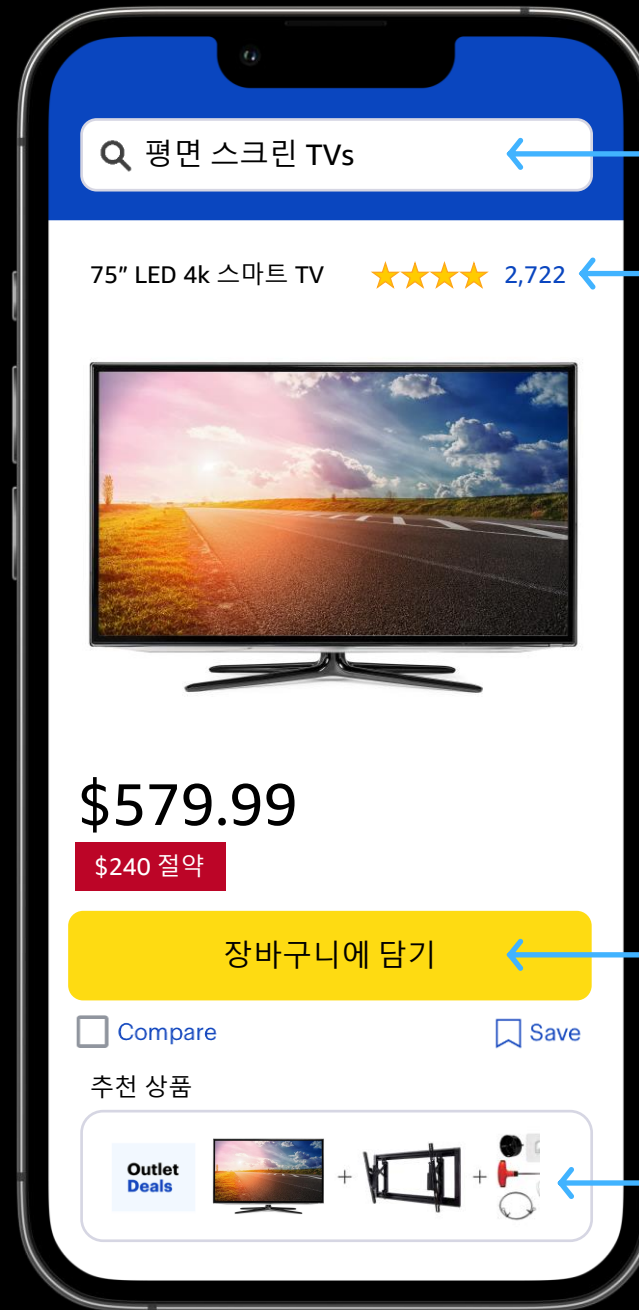 평면 스크린 TVs
75” LED 4k 스마트 TV 2,722
$579.99
$240 절약
장바구니에 담기
Compare Save
추천 상품
Outlet
Deals
+ +